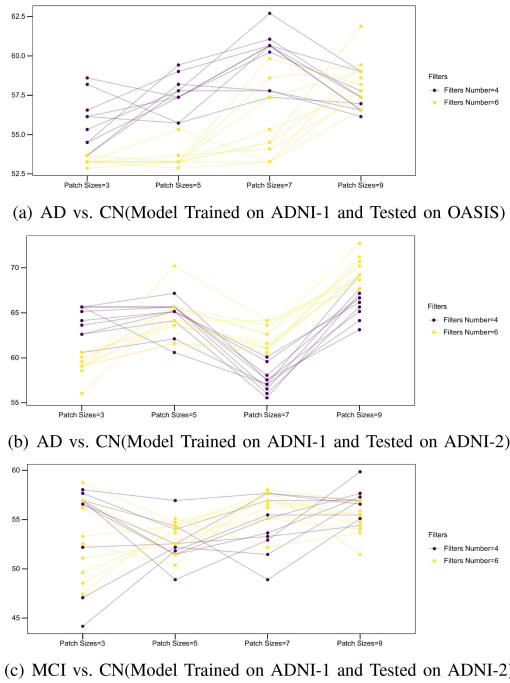 62.5
60.0
57.5
55.0
52.5
Patch Sizes=3
Patch Sizes=5
Patch Sizes=7
Patch Sizes=9
Filters
Filters Number=4
Filters Number=6
(a) AD vs. CN(Model Trained on ADNI-1 and Tested on OASIS)
70
65
60
55
Patch Sizes=3
Patch Sizes=5
Patch Sizes=7
Patch Sizes=9
Filters
Filters Number=4
Filters Number=6
(b) AD vs. CN(Model Trained on ADNI-1 and Tested on ADNI-2)
60
55
50
45
Patch Sizes=3
Patch Sizes=5
Patch Sizes=7
Patch Sizes=9
Filters
Filters Number=4
Filters Number=6
(c) MCI vs. CN(Model Trained on ADNI-1 and Tested on ADNI-2)